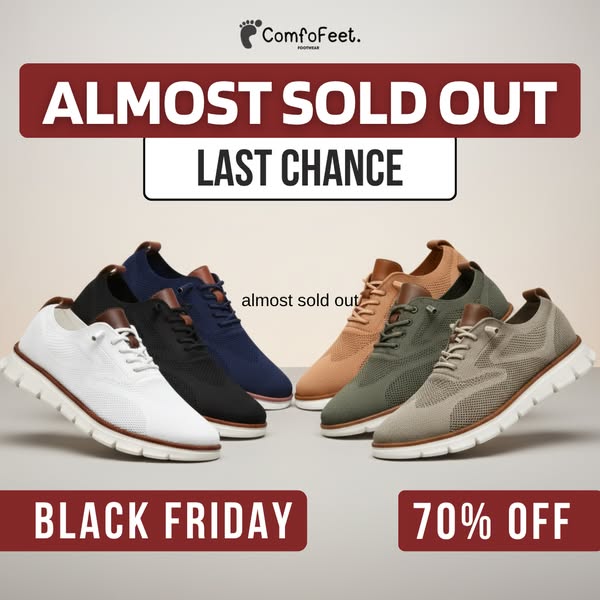 ComfoFeet.
FOOTWEAR
ALMOST SOLD OUT
LAST CHANCE
almost sold out
BLACK FRIDAY
70% OFF